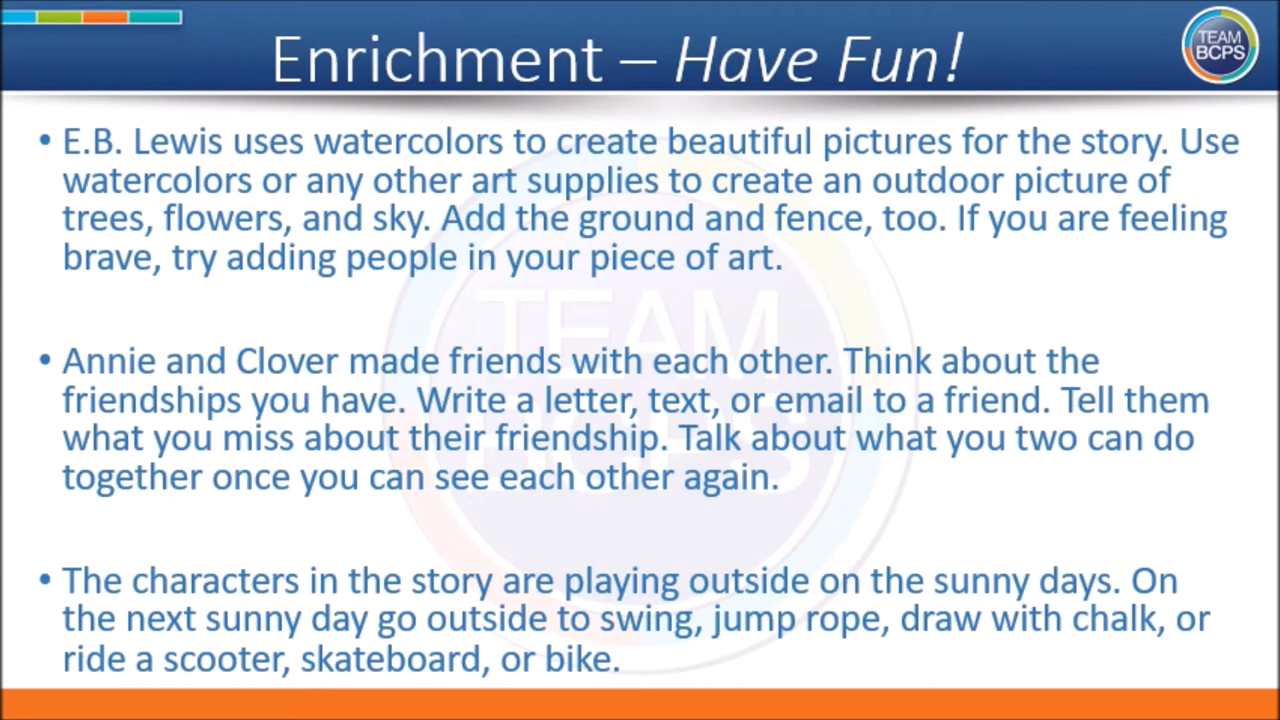 Enrichment – Have Fun!
TEAM
BCPS
• E.B. Lewis uses watercolors to create beautiful pictures for the story. Use
watercolors or any other art supplies to create an outdoor picture of
trees, flowers, and sky. Add the ground and fence, too. If you are feeling
brave, try adding people in your piece of art.
• Annie and Clover made friends with each other. Think about the
friendships you have. Write a letter, text, or email to a friend. Tell them
what you miss about their friendship. Talk about what you two can do
together once you can see each other again.
• The characters in the story are playing outside on the sunny days. On
the next sunny day go outside to swing, jump rope, draw with chalk, or
ride a scooter, skateboard, or bike.
TEAM
BCPS